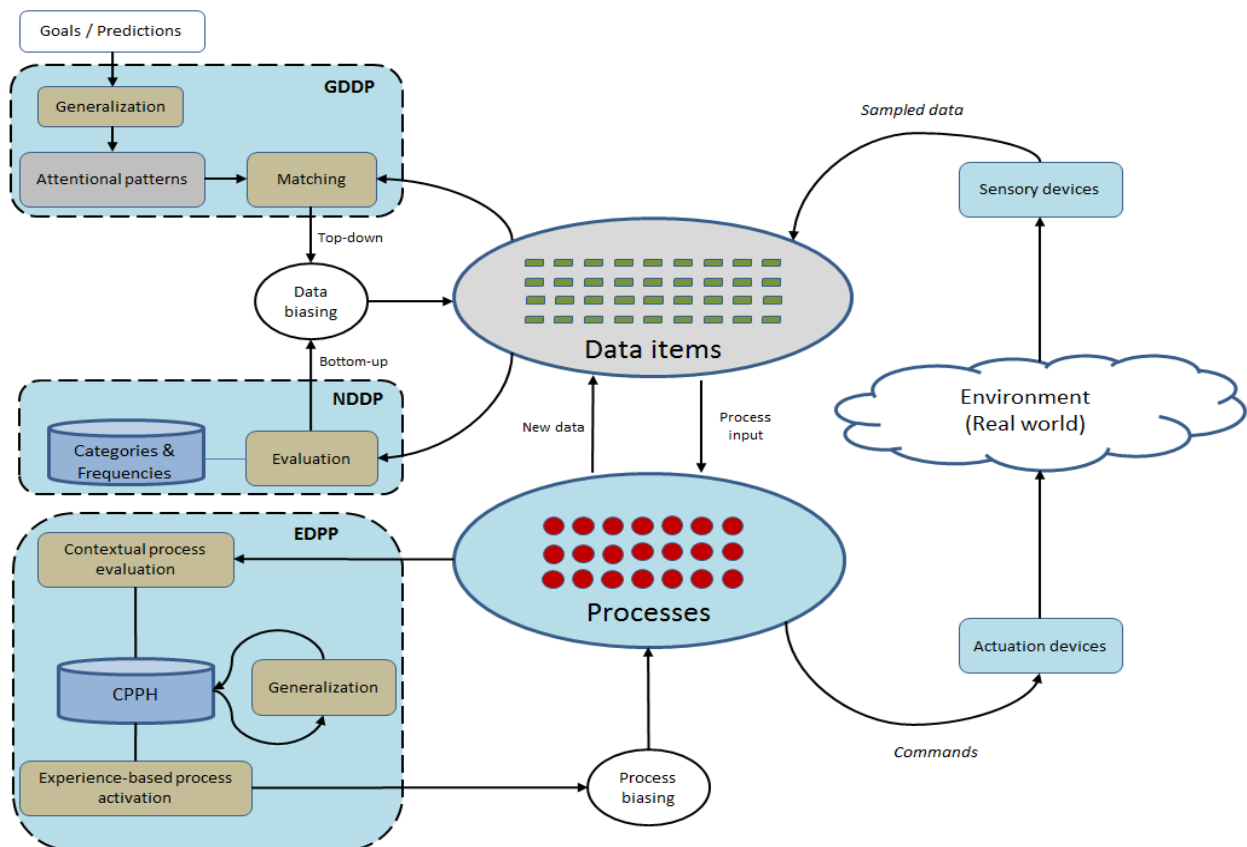 Goals / Predictions
GDDP
Generalization
Attentional patterns
Matching
Top-down
Data
biasing
Bottom-up
NDDP
Categories &
Frequencies
Evaluation
EDPP
Contextual process
evaluation
CPPH
Generalization
Experience-based process
activation
Process
biasing
Data items
New data
Process
input
Processes
Sampled data
Sensory devices
Environment
(Real world)
Actuation devices
Commands